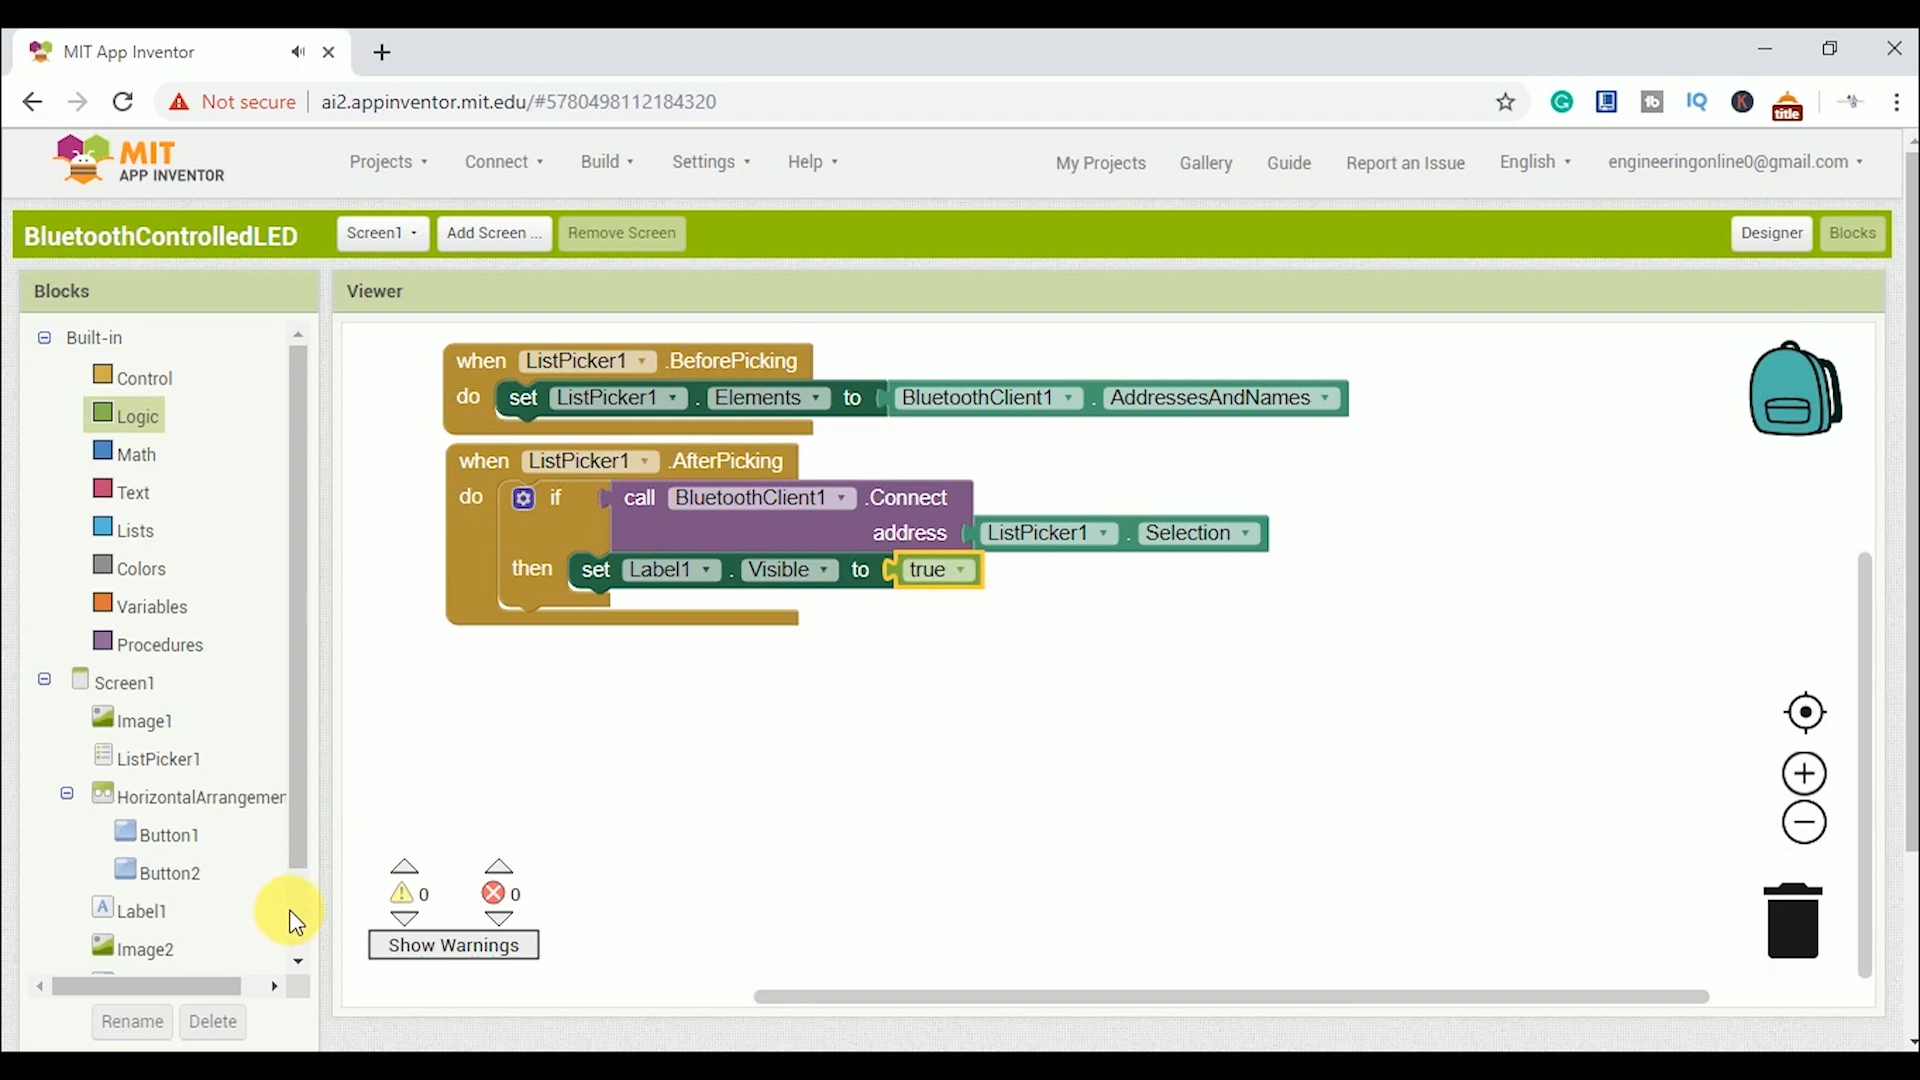 MIT App Inventor
Not secure ai2.appinventor.mit.edu/#5780498112184320
IQ
K
title
MIT
APP INVENTOR
Projects Connect Build Settings Help My Projects Gallery Guide Report an Issue English engineeringonline0@gmail.com
BluetoothControlledLED Screen1 Add Screen ... Remove Screen Designer Blocks
Blocks
Viewer
Built-in
Control
Logic
Math
Text
Lists
Colors
Variables
Procedures
Screen1
Image1
ListPicker1
HorizontalArrangemen
Button1
Button2
A Label1
Image2
Rename Delete
when ListPicker1 .BeforePicking
do set ListPicker1 . Elements to BluetoothClient1 . AddressesAndNames
when ListPicker1 .AfterPicking
do if call BluetoothClient1 .Connect
address ListPicker1 . Selection
then set Label1 . Visible to true
0 0
Show Warnings